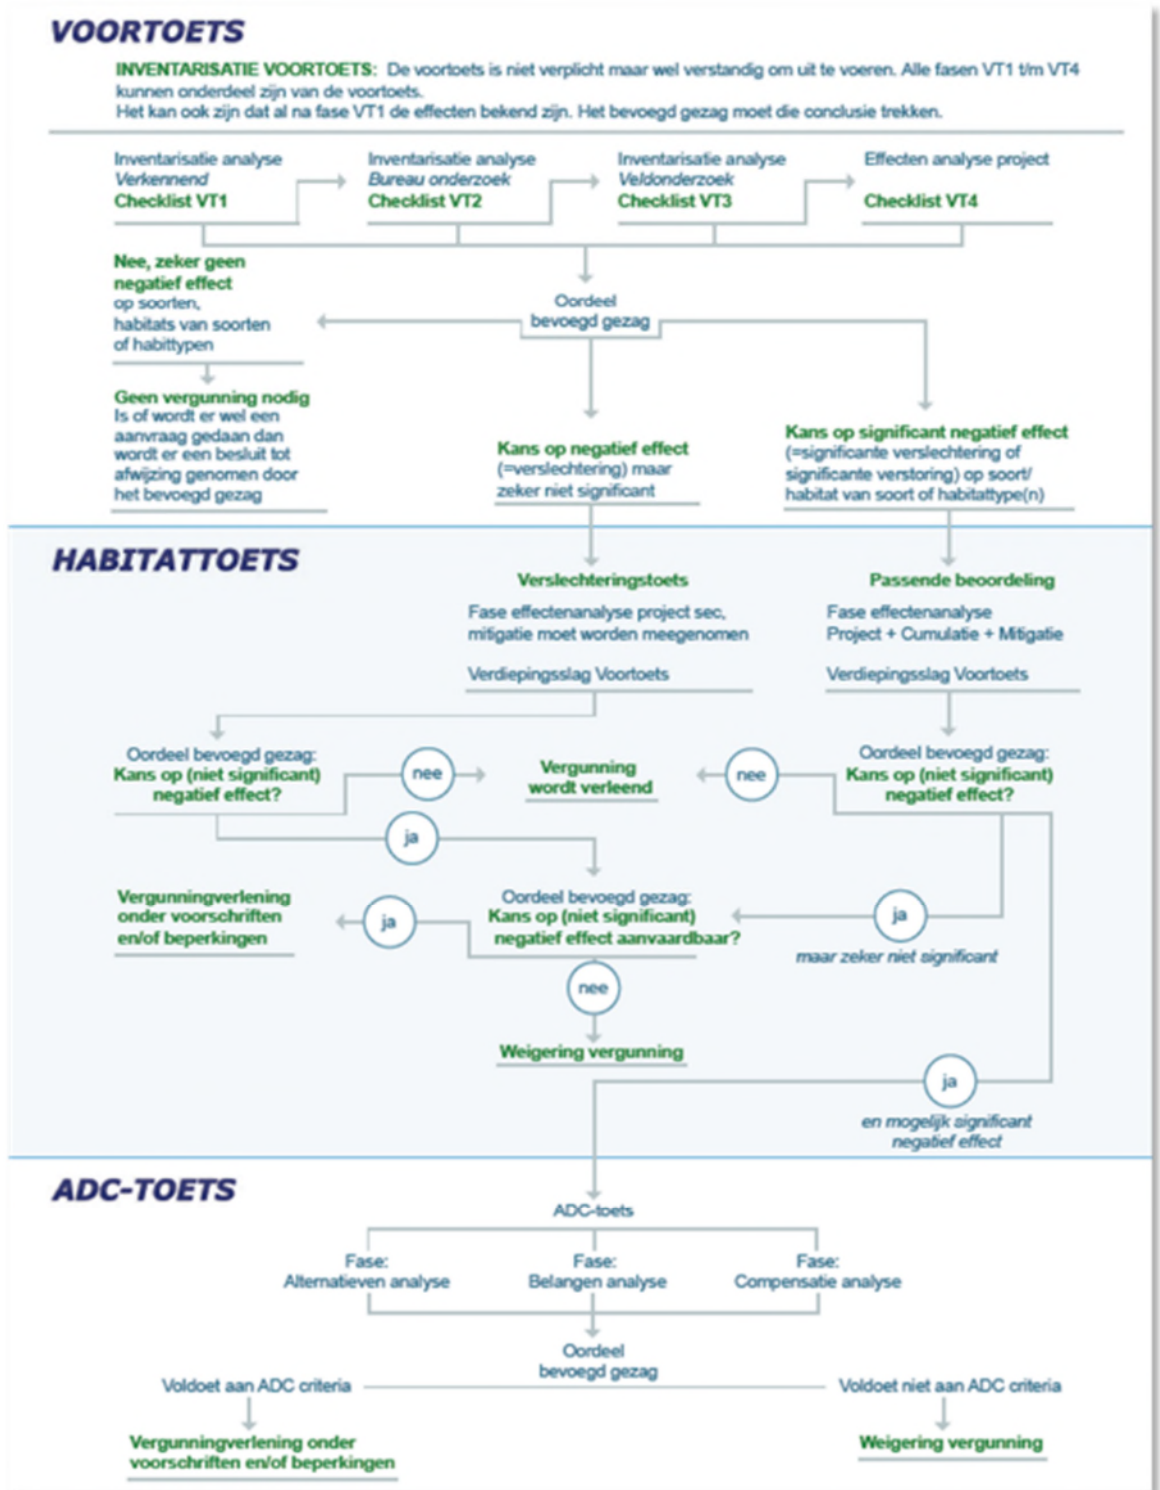 VOORTOETS
INVENTARISATIE VOORTOETS: De voortoets is niet verplicht maar wel verstandig om uit te voeren. Alle fasen VT1 t/m VT4
kunnen onderdeel zijn van de voortoets.
Het kan ook zijn dat al na fase VT1 de effecten bekend zijn. Het bevoegd gezag moet die conclusie trekken.
Inventarisatie analyse
Verkennend
Checklist VT1
Inventarisatie analyse
Bureau onderzoek
Checklist VT2
Inventarisatie analyse
Veldonderzoek
Checklist VT3
Effecten analyse project
Checklist VT4
Nee, zeker geen
negatief effect
op soorten,
habitats van soorten
of habittypen
Oordeel
bevoegd gezag
Geen vergunning nodig
Is of wordt er wel een
aanvraag gedaan dan
wordt er een besluit tot
afwijzing genomen door
het bevoegd gezag
Kans op negatief effect
(=verslechtering) maar
zeker niet significant
Kans op significant negatief effect
(=significante verslechtering of
significante verstoring) op soort/
habitat van soort of habitattype(n)
HABITATTOETS
Verslechteringstoets
Fase effectenanalyse project sec,
mitigatie moet worden meegenomen
Verdiepingsslag Voortoets
Passende beoordeling
Fase effectenanalyse
Project + Cumulatie + Mitigatie
Verdiepingsslag Voortoets
Oordeel bevoegd gezag:
Kans op (niet significant)
negatief effect?
nee
Vergunning
wordt verleend
nee
Oordeel bevoegd gezag:
Kans op (niet significant)
negatief effect?
ja
Vergunningverlening
onder voorschriften
en/of beperkingen
ja
Oordeel bevoegd gezag:
Kans op (niet significant)
negatief effect aanvaardbaar?
ja
maar zeker niet significant
nee
Weigering vergunning
ja
en mogelijk significant
negatief effect
ADC-TOETS
ADC-toets
Fase:
Alternatieven analyse
Fase:
Belangen analyse
Fase:
Compensatie analyse
Oordeel
bevoegd gezag
Voldoet aan ADC criteria
Voldoet niet aan ADC criteria
Vergunningverlening onder
voorschriften en/of beperkingen
Weigering vergunning